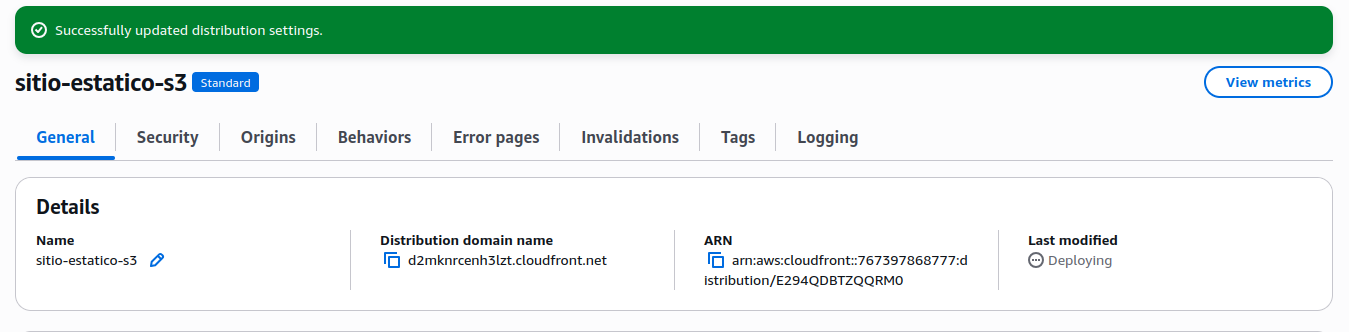 Successfully updated distribution settings.
sitio-estatico-s3 Standard View metrics
General Security Origins Behaviors Error pages Invalidations Tags Logging
Details
Name Distribution domain name ARN Last modified
sitio-estatico-s3 d2mknrcenh3lzt.cloudfront.net arn:aws:cloudfront::767397868777:d Deploying
istribution/E294QDBTZQQRM0